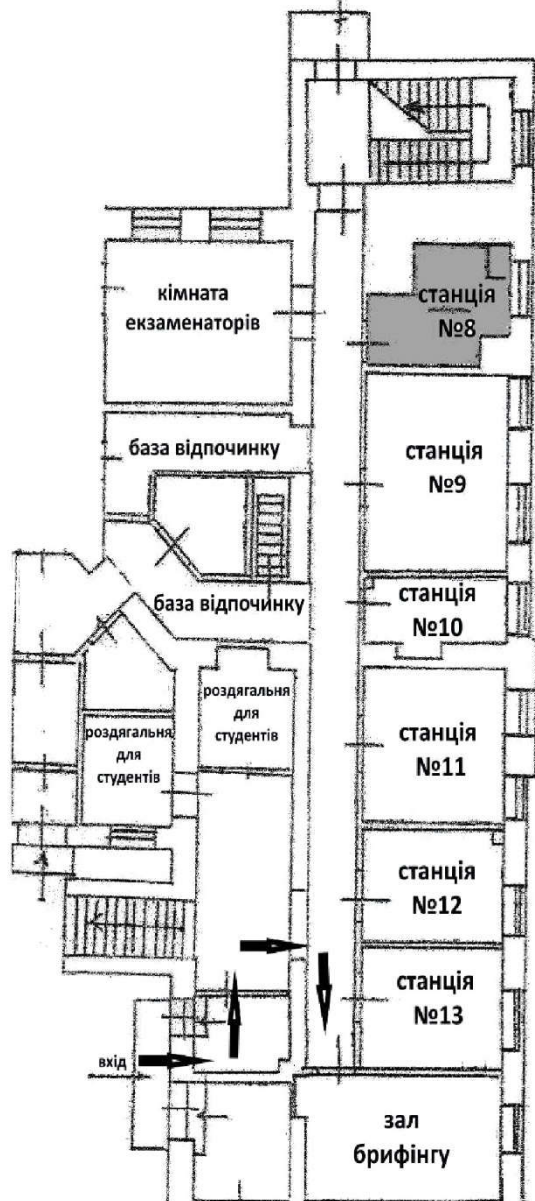 кімната
екзаменаторів
станція
№8
база відпочинку
станція
№9
база відпочинку
станція
№10
роздягальня
для
студентів
роздягальня
для
студентів
станція
№11
станція
№12
станція
№13
вхід
зал
брифінгу